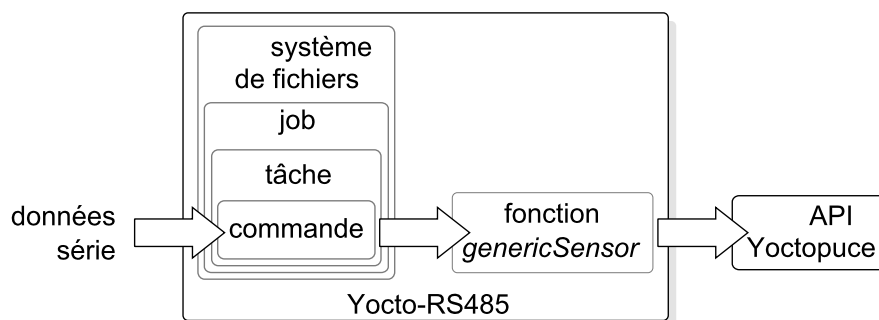 système
de fichiers
job
tâche
commande
données
série
fonction
genericSensor
API
Yoctopuce
Yocto-RS485